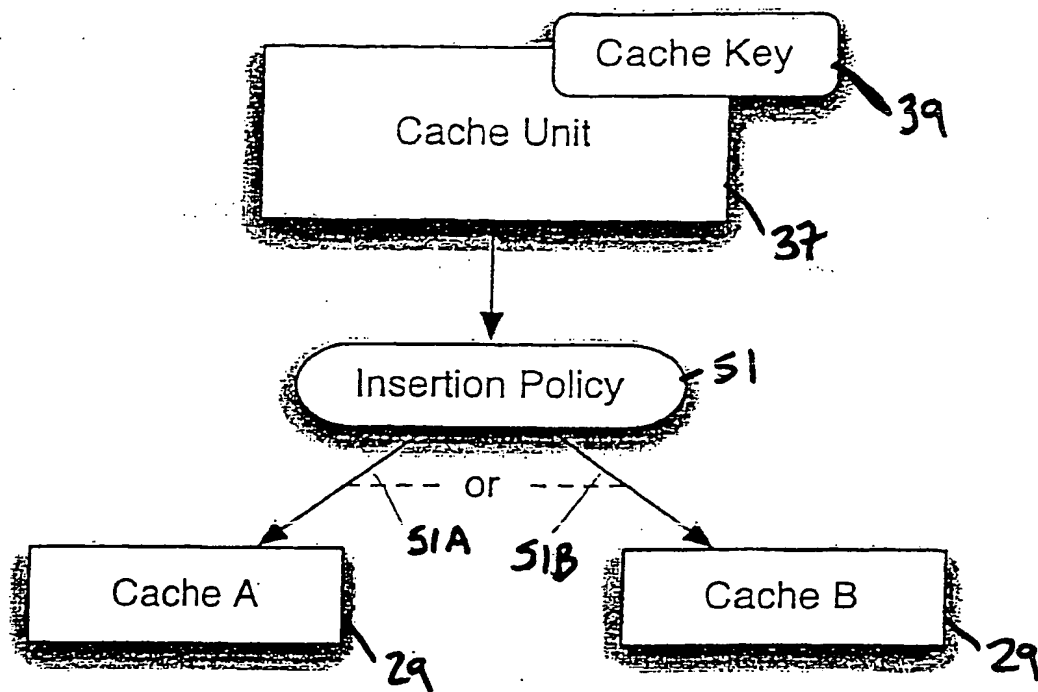 Cache Key
39
Cache Unit
37
Insertion Policy
51
or
51A
51B
Cache A
Cache B
29
29